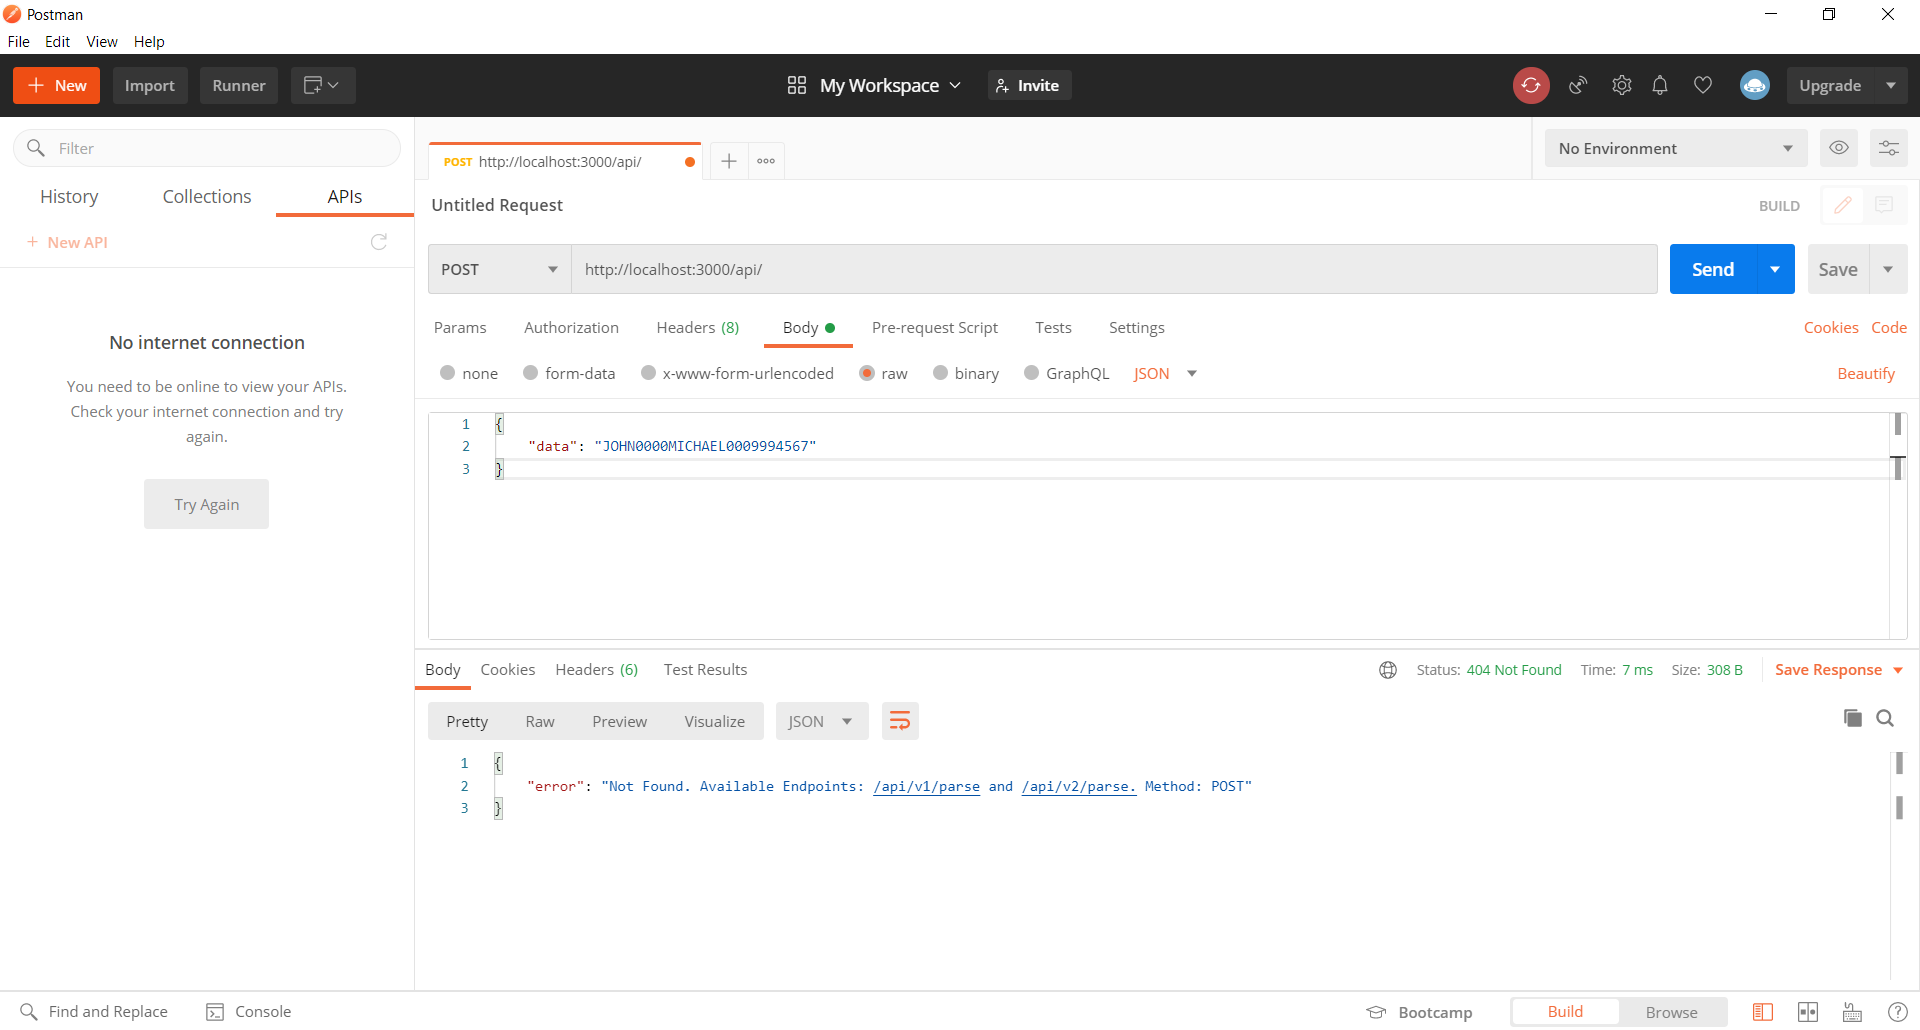 Postman
File Edit View Help
+ New Import Runner My Workspace Invite Upgrade
Filter
History Collections APIs
+ New API
No internet connection
You need to be online to view your APIs.
Check your internet connection and try
again.
Try Again
POST http://localhost:3000/api/
No Environment
Untitled Request BUILD
POST http://localhost:3000/api/ Send Save
Params Authorization Headers (8) Body Pre-request Script Tests Settings Cookies Code
none form-data x-www-form-urlencoded raw binary GraphQL JSON Beautify
1 {
2 "data": "JOHN0000MICHAEL0009994567"
3 }
Body Cookies Headers (6) Test Results Status: 404 Not Found Time: 7 ms Size: 308 B Save Response
Pretty Raw Preview Visualize JSON
1 {
2 "error": "Not Found. Available Endpoints: /api/v1/parse and /api/v2/parse. Method: POST"
3 }
Find and Replace Console Bootcamp Build Browse